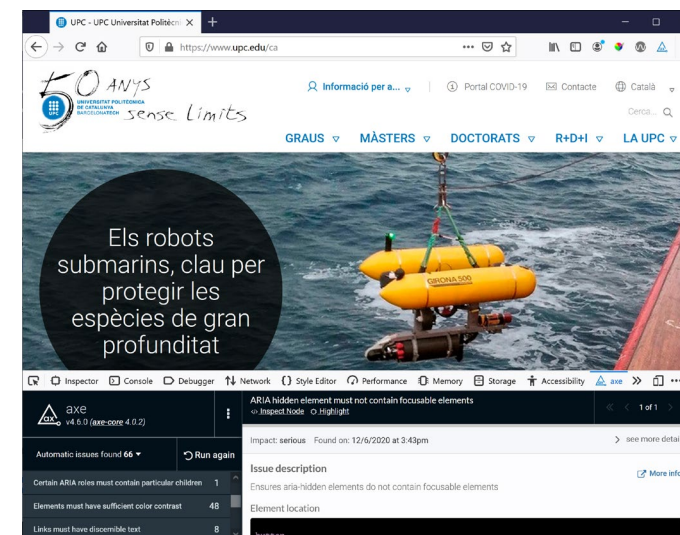 UPC - UPC Universitat Politècni
https://www.upc.edu/ca
50 ANYS
sense límits
UNIVERSITAT POLITÈCNICA
DE CATALUNYA
BARCELONATECH
UPC
Informació per a...
Portal COVID-19
Contacte
Català
Cerca...
GRAUS
MÀSTERS
DOCTORATS
R+D+I
LA UPC
Els robots
submarins, clau per
protegir les
espècies de gran
profunditat
GIRONA 500
Inspector Console Debugger Network Style Editor Performance Memory Storage Accessibility axe
axe
v4.6.0 (axe-core 4.0.2)
Automatic issues found 66
Run again
Certain ARIA roles must contain particular children 1
Elements must have sufficient color contrast 48
Links must have discernible text 8
ARIA hidden element must not contain focusable elements
Inspect Node Highlight
1 of 1
Impact: serious Found on: 12/6/2020 at 3:43pm
see more detai
Issue description
More info
Ensures aria-hidden elements do not contain focusable elements
Element location